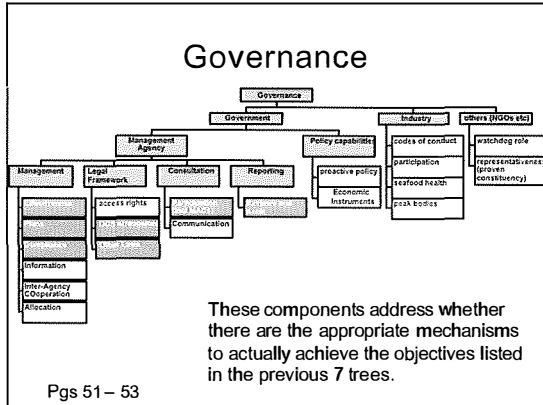 Governance
Governance
Government
Industry
others (NGOs etc)
Management
Agency
Policy capabilities
codes of conduct
watchdog role
Management
Legal
Framework
Consultation
Reporting
proactive policy
participation
representativeness
(proven
constituency)
access rights
Economic
Instruments
seafood health
peak bodies
Communication
Information
Inter-Agency
COoperation
Allocation
These components address whether
there are the appropriate mechanisms
to actually achieve the objectives listed
in the previous 7 trees.
Pgs 51 – 53